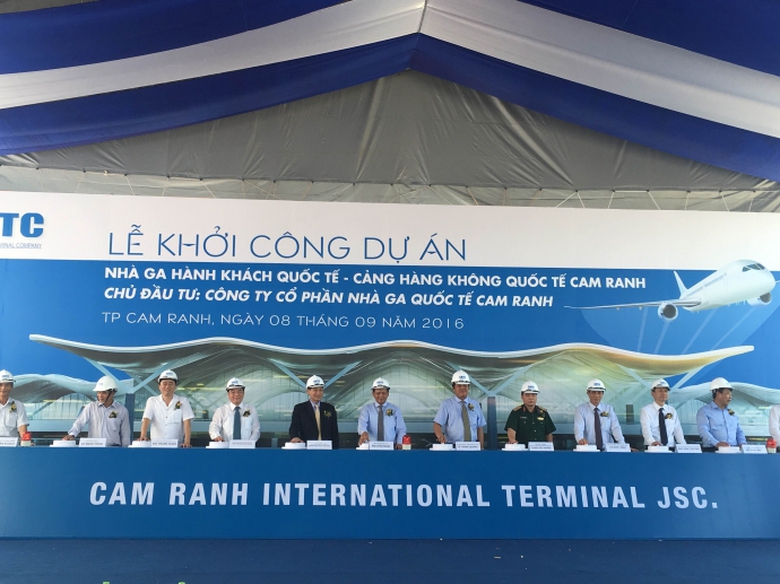 TC
LỄ KHỞI CÔNG DỰ ÁN
NHÀ GA HÀNH KHÁCH QUỐC TẾ - CẢNG HÀNG KHÔNG QUỐC TẾ CAM RANH
CHỦ ĐẦU TƯ: CÔNG TY CỔ PHẦN NHÀ GA QUỐC TẾ CAM RANH
TP CAM RANH, NGÀY 08 THÁNG 09 NĂM 2016
CAM RANH INTERNATIONAL TERMINAL JSC.